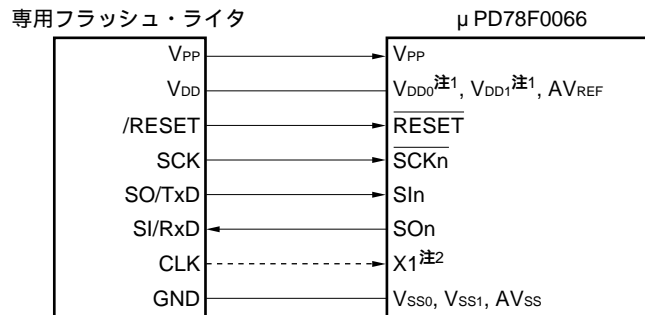 専用フラッシュ・ライタ μPD78F0066
VPP VPP
VDD VDD0注1, VDD1注1, AVREF
/RESET RESET
SCK SCKn
SO/TxD SIn
SI/RxD SOn
CLK X1注2
GND VSS0, VSS1, AVSS